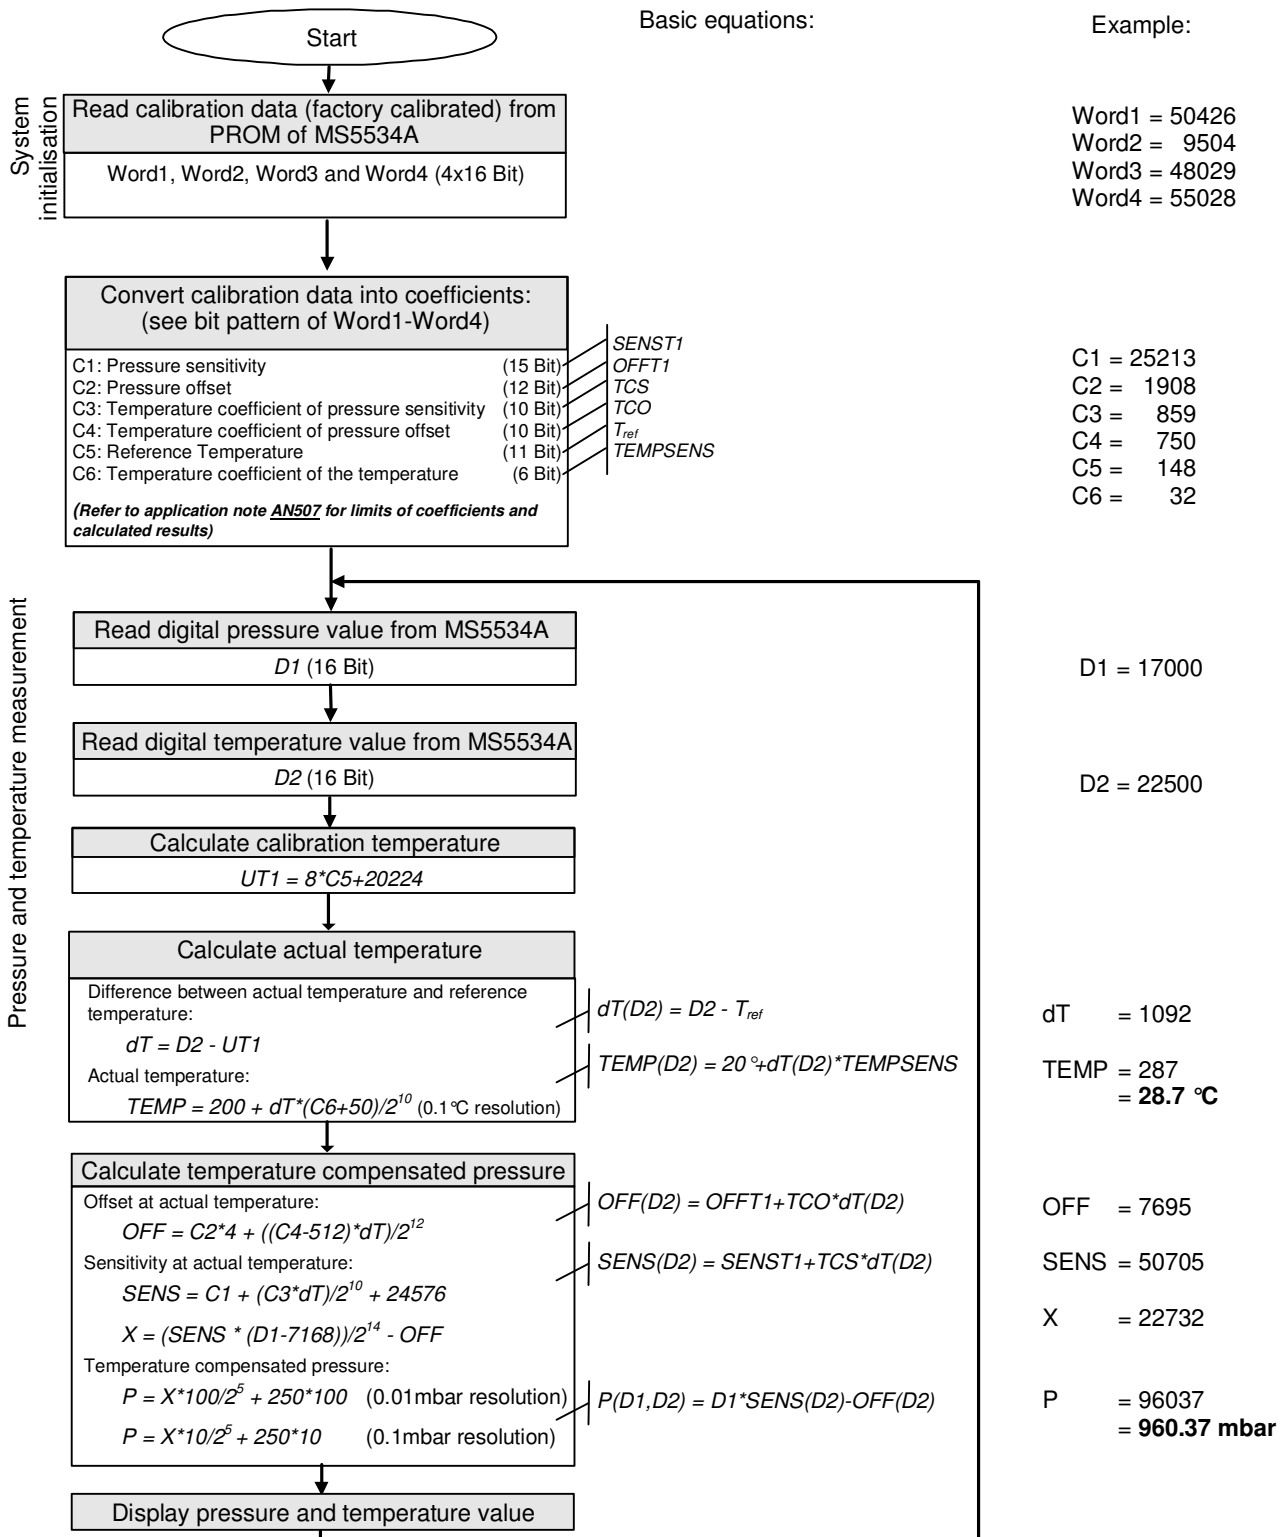 Start
Basic equations:
Example:
System
initialisation
Read calibration data (factory calibrated) from
PROM of MS5534A
Word1, Word2, Word3 and Word4 (4x16 Bit)
Word1 = 50426
Word2 = 9504
Word3 = 48029
Word4 = 55028
Convert calibration data into coefficients:
(see bit pattern of Word1-Word4)
C1: Pressure sensitivity (15 Bit)
C2: Pressure offset (12 Bit)
C3: Temperature coefficient of pressure sensitivity (10 Bit)
C4: Temperature coefficient of pressure offset (10 Bit)
C5: Reference Temperature (11 Bit)
C6: Temperature coefficient of the temperature (6 Bit)
(Refer to application note AN507 for limits of coefficients and
calculated results)
SENST1
OFFT1
TCS
TCO
Tref
TEMPSENS
C1 = 25213
C2 = 1908
C3 = 859
C4 = 750
C5 = 148
C6 = 32
Pressure and temperature measurement
Read digital pressure value from MS5534A
D1 (16 Bit)
D1 = 17000
Read digital temperature value from MS5534A
D2 (16 Bit)
D2 = 22500
Calculate calibration temperature
UT1 = 8*C5+20224
Calculate actual temperature
Difference between actual temperature and reference
temperature:
dT = D2 - UT1
Actual temperature:
TEMP = 200 + dT*(C6+50)/2^10 (0.1°C resolution)
dT(D2) = D2 - Tref
TEMP(D2) = 20°+dT(D2)*TEMPSENS
dT = 1092
TEMP = 287
= 28.7 °C
Calculate temperature compensated pressure
Offset at actual temperature:
OFF = C2*4 + ((C4-512)*dT)/2^12
Sensitivity at actual temperature:
SENS = C1 + (C3*dT)/2^10 + 24576
X = (SENS * (D1-7168))/2^14 - OFF
Temperature compensated pressure:
P = X*100/2^5 + 250*100 (0.01mbar resolution)
P = X*10/2^5 + 250*10 (0.1mbar resolution)
OFF(D2) = OFFT1+TCO*dT(D2)
SENS(D2) = SENST1+TCS*dT(D2)
P(D1,D2) = D1*SENS(D2)-OFF(D2)
OFF = 7695
SENS = 50705
X = 22732
P = 96037
= 960.37 mbar
Display pressure and temperature value